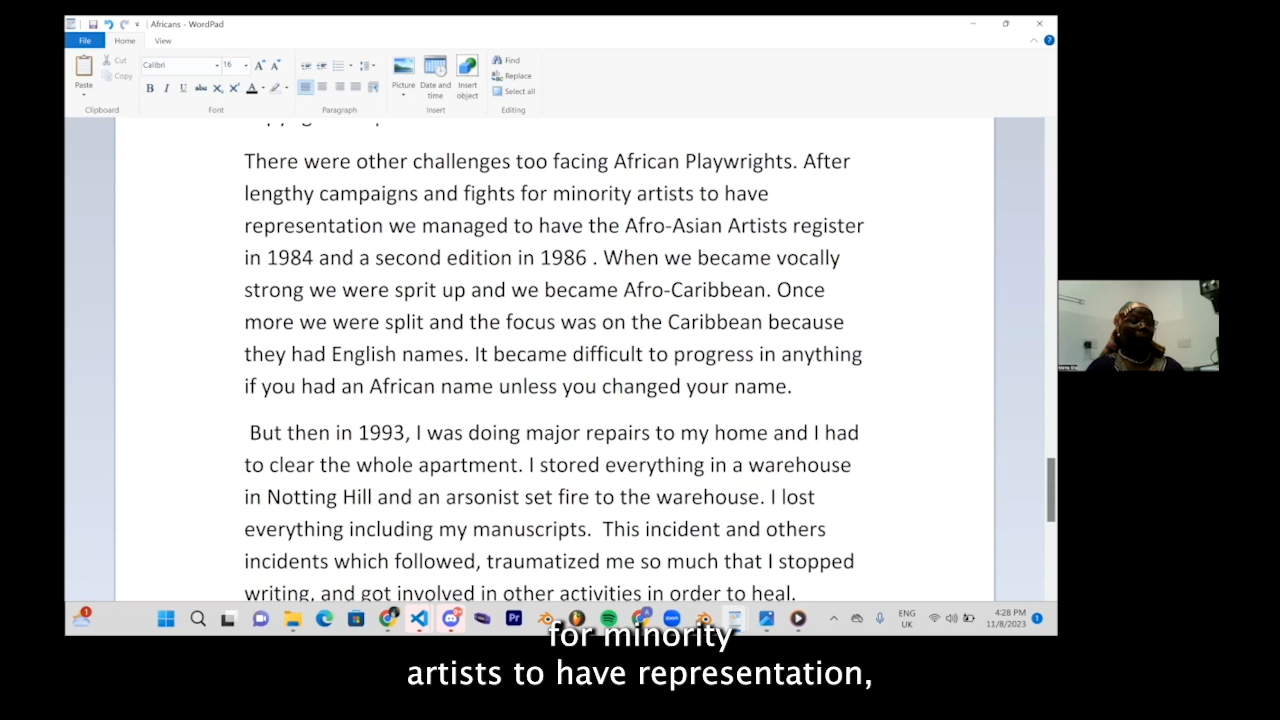 Africans - WordPad
File
Home
View
Paste
Cut
Copy
Clipboard
Calibri
16
Font
Paragraph
Picture
Date and time
Insert object
Insert
Find
Replace
Select all
Editing
There were other challenges too facing African Playwrights. After
lengthy campaigns and fights for minority artists to have
representation we managed to have the Afro-Asian Artists register
in 1984 and a second edition in 1986 . When we became vocally
strong we were sprit up and we became Afro-Caribbean. Once
more we were split and the focus was on the Caribbean because
they had English names. It became difficult to progress in anything
if you had an African name unless you changed your name.
But then in 1993, I was doing major repairs to my home and I had
to clear the whole apartment. I stored everything in a warehouse
in Notting Hill and an arsonist set fire to the warehouse. I lost
everything including my manuscripts. This incident and others
incidents which followed, traumatized me so much that I stopped
writing, and got involved in other activities in order to heal.
ENG
UK
4:28 PM
11/8/2023
for minority
artists to have representation,